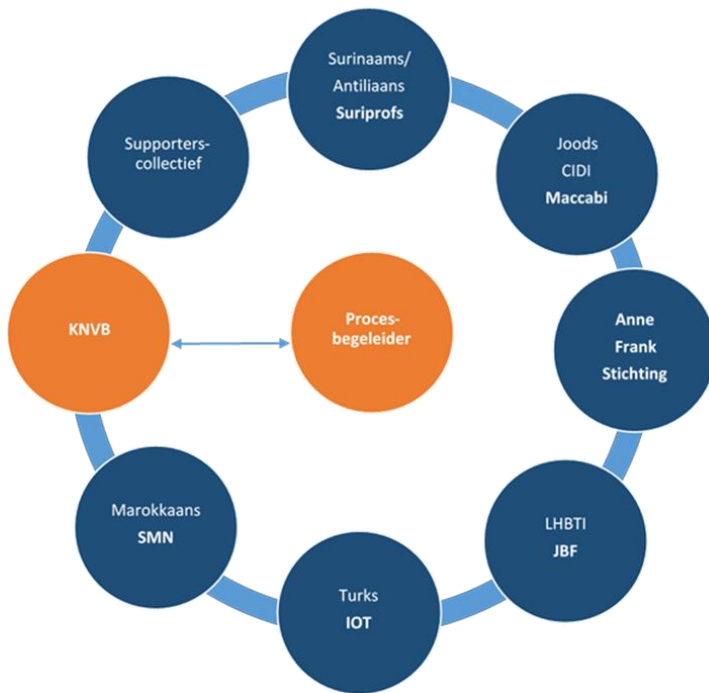 Surinaams/
Antiliaans
Suriprofs
Joods
CIDI
Maccabi
Anne
Frank
Stichting
LHBTI
JBF
Turks
IOT
Marokkaans
SMN
KNVB
Supporters-
collectief
Proces-
begeleider